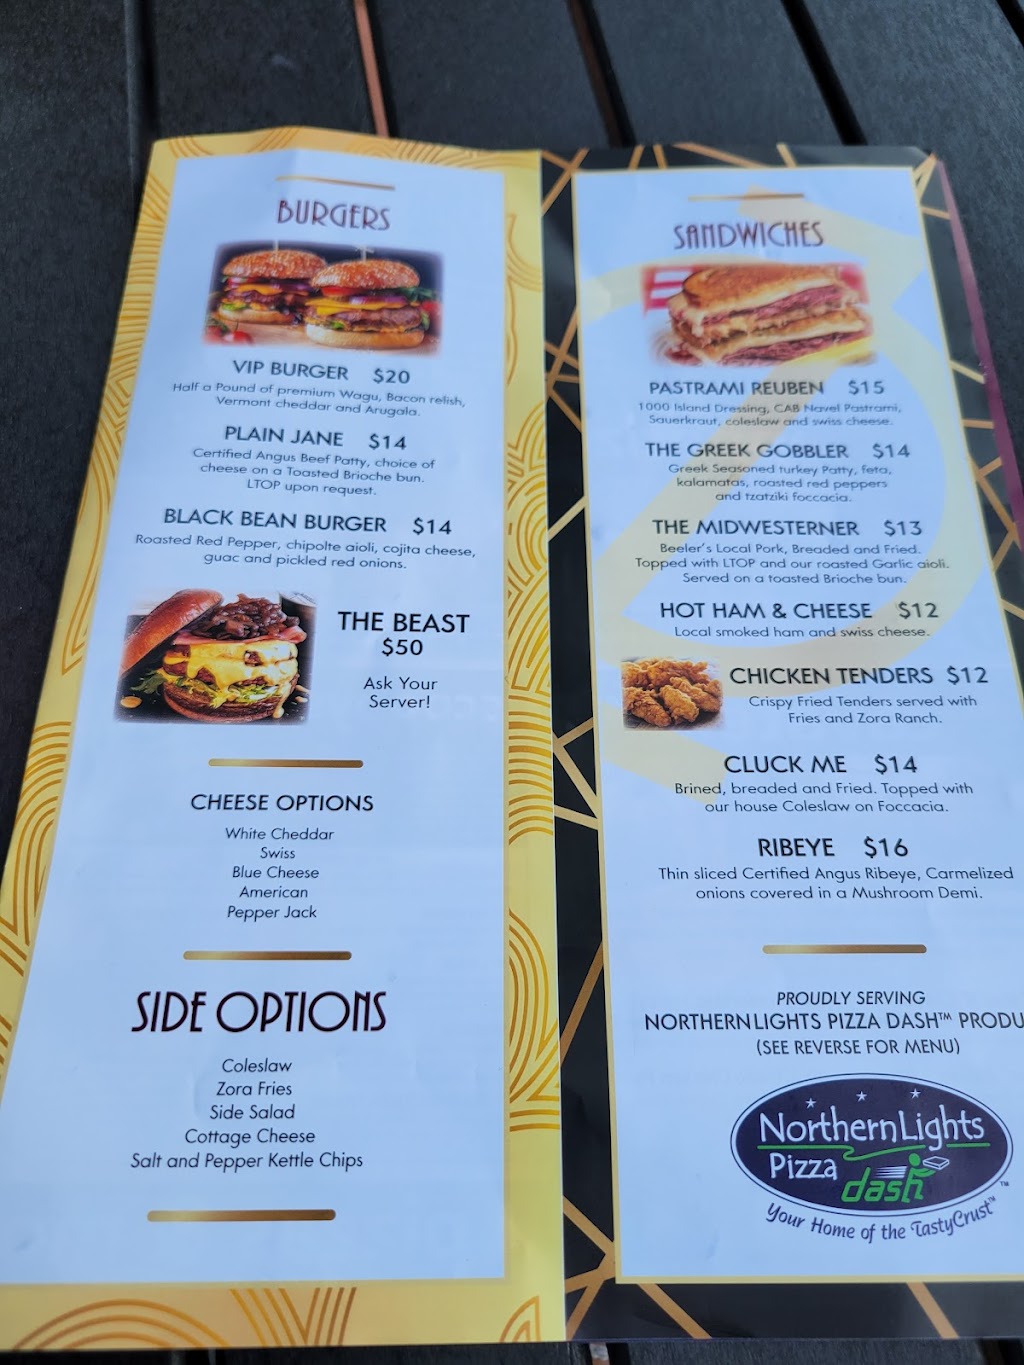 BURGERS
VIP BURGER $20
Half a Pound of premium Wagu, Bacon relish,
Vermont cheddar and Arugala.
PLAIN JANE $14
Certified Angus Beef Patty, choice of
cheese on a Toasted Brioche bun.
LTOP upon request.
BLACK BEAN BURGER $14
Roasted Red Pepper, chipolte aioli, cojita cheese,
guac and pickled red onions.
THE BEAST
$50
Ask Your
Server!
CHEESE OPTIONS
White Cheddar
Swiss
Blue Cheese
American
Pepper Jack
SIDE OPTIONS
Coleslaw
Zora Fries
Side Salad
Cottage Cheese
Salt and Pepper Kettle Chips
SANDWICHES
PASTRAMI REUBEN $15
1000 Island Dressing, CAB Navel Pastrami,
Sauerkraut, coleslaw and swiss cheese.
THE GREEK GOBBLER $14
Greek Seasoned turkey Patty, feta,
kalamatas, roasted red peppers
and tzatziki foccacia.
THE MIDWESTERNER $13
Beeler's Local Pork, Breaded and Fried.
Topped with LTOP and our roasted Garlic aioli.
Served on a toasted Brioche bun.
HOT HAM & CHEESE $12
Local smoked ham and swiss cheese.
CHICKEN TENDERS $12
Crispy Fried Tenders served with
Fries and Zora Ranch.
CLUCK ME $14
Brined, breaded and Fried. Topped with
our house Coleslaw on Foccacia.
RIBEYE $16
Thin sliced Certified Angus Ribeye, Carmelized
onions covered in a Mushroom Demi.
PROUDLY SERVING
NORTHERNLIGHTS PIZZA DASH™ PRODU
(SEE REVERSE FOR MENU)
NorthernLights
Pizza dash ™
Your Home of the TastyCrust™